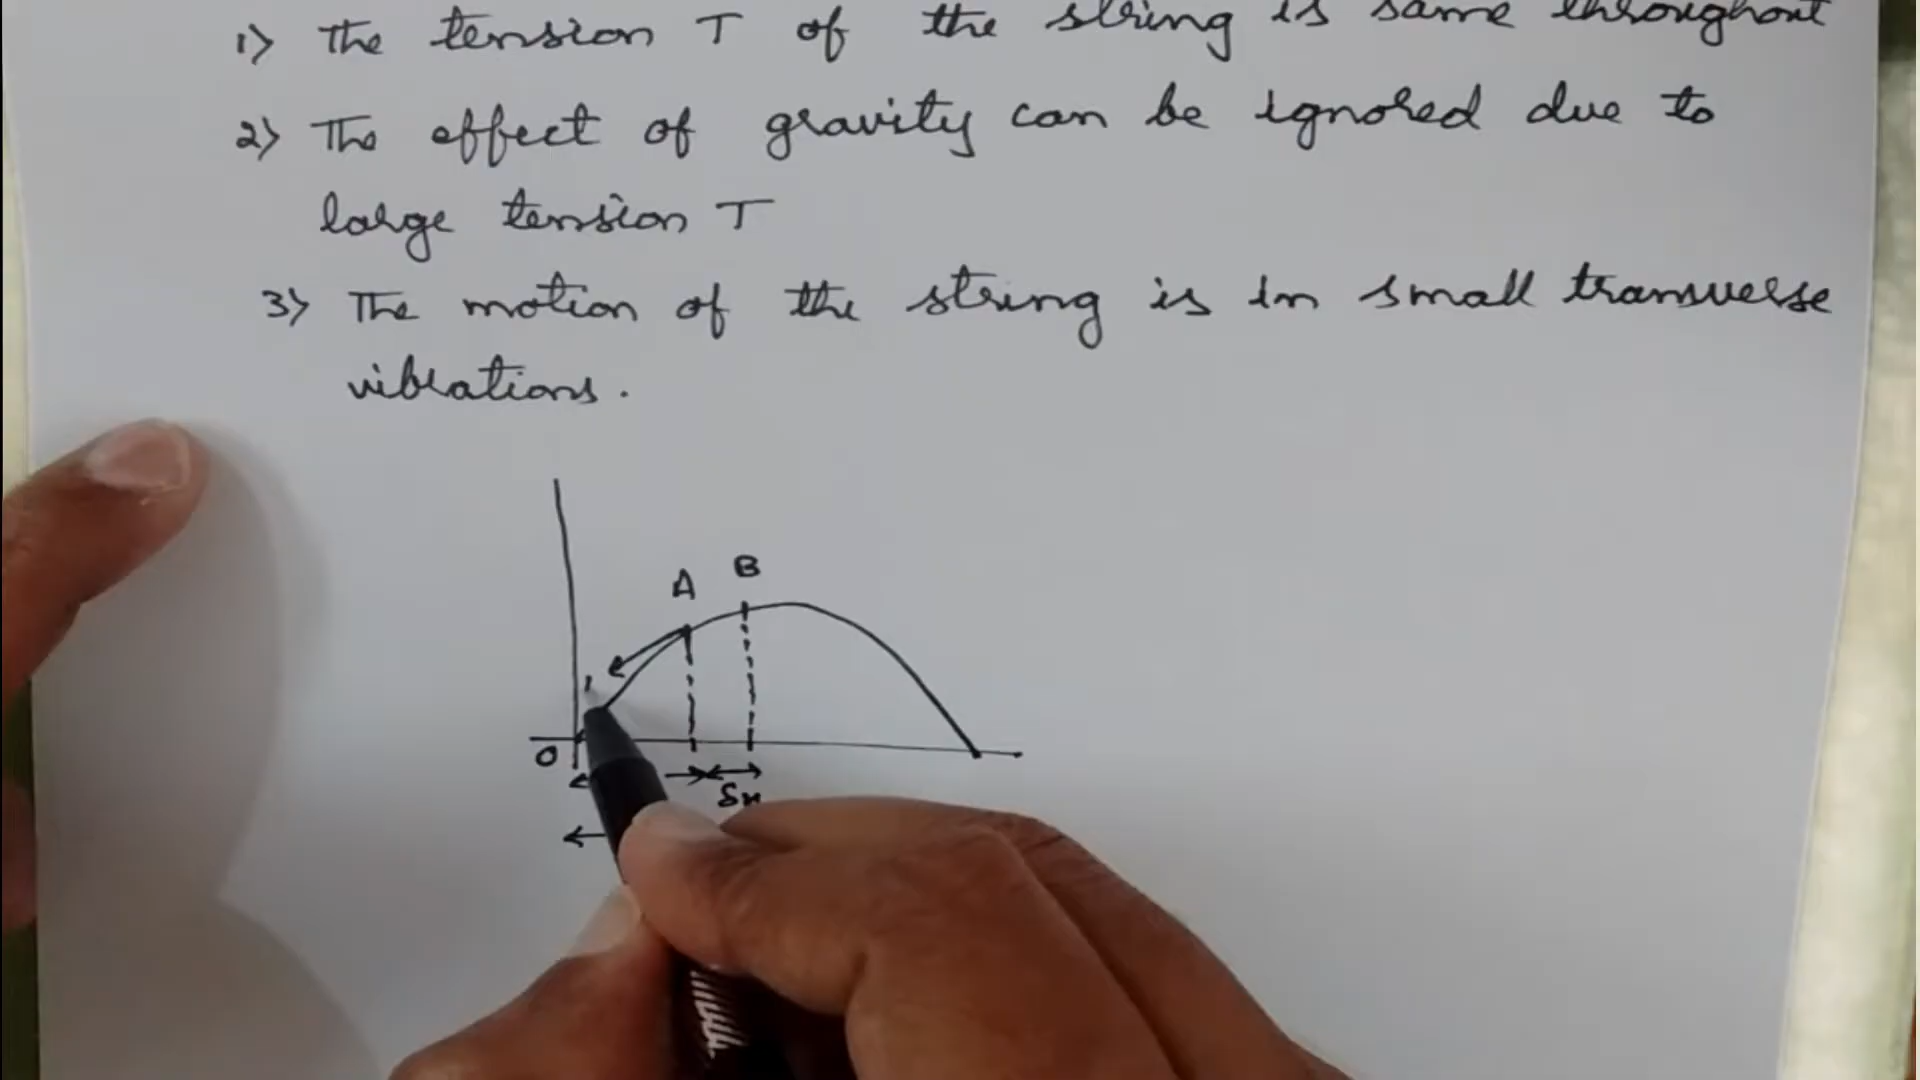 1) The tension T of the string is same throughout
2) The effect of gravity can be ignored due to
large tension T
3) The motion of the string is in small transverse
vibrations.
B
A
O
δx